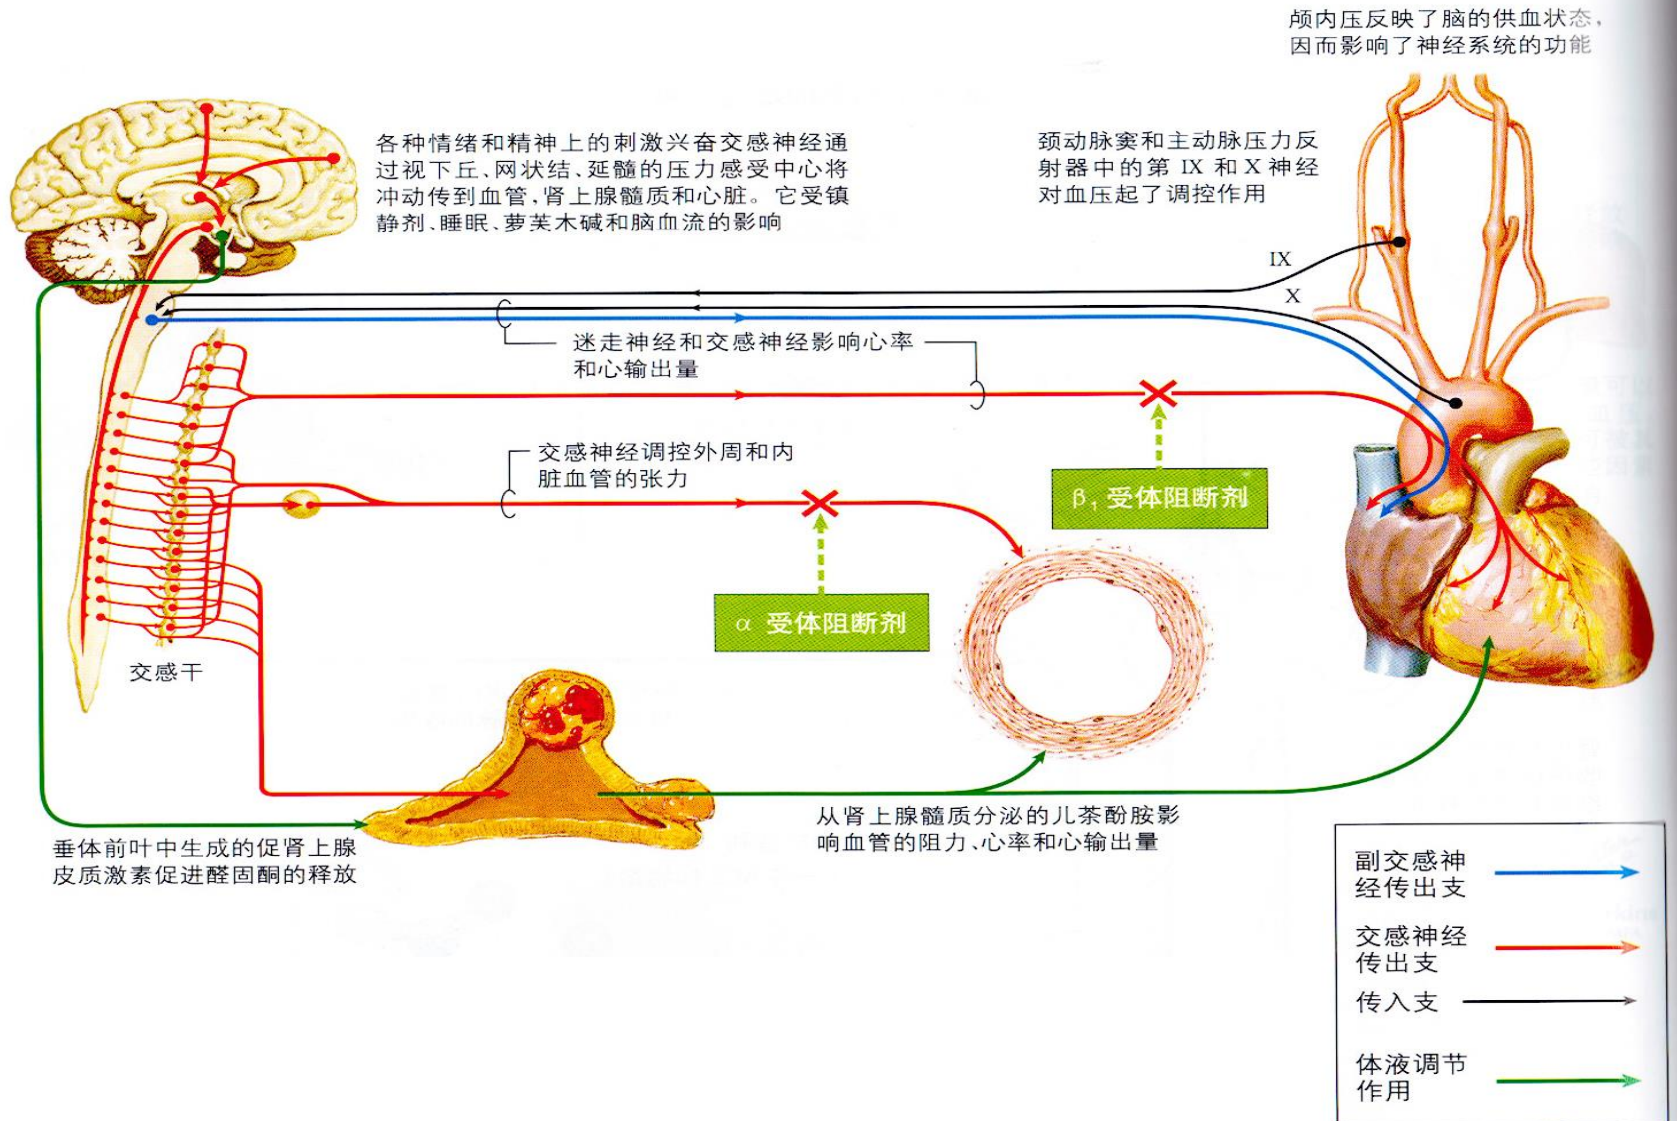 颅内压反映了脑的供血状态，
因而影响了神经系统的功能
各种情绪和精神上的刺激兴奋交感神经通
过视下丘、网状结、延髓的压力感受中心将
冲动传到血管，肾上腺髓质和心脏。它受镇
静剂、睡眠、萝芙木碱和脑血流的影响
颈动脉窦和主动脉压力反
射器中的第 IX 和 X 神经
对血压起了调控作用
IX
X
迷走神经和交感神经影响心率
和心输出量
交感神经调控外周和内
脏血管的张力
β₁ 受体阻断剂
α 受体阻断剂
交感干
垂体前叶中生成的促肾上腺
皮质激素促进醛固酮的释放
从肾上腺髓质分泌的儿茶酚胺影
响血管的阻力、心率和心输出量
副交感神
经传出支
交感神经
传出支
传入支
体液调节
作用